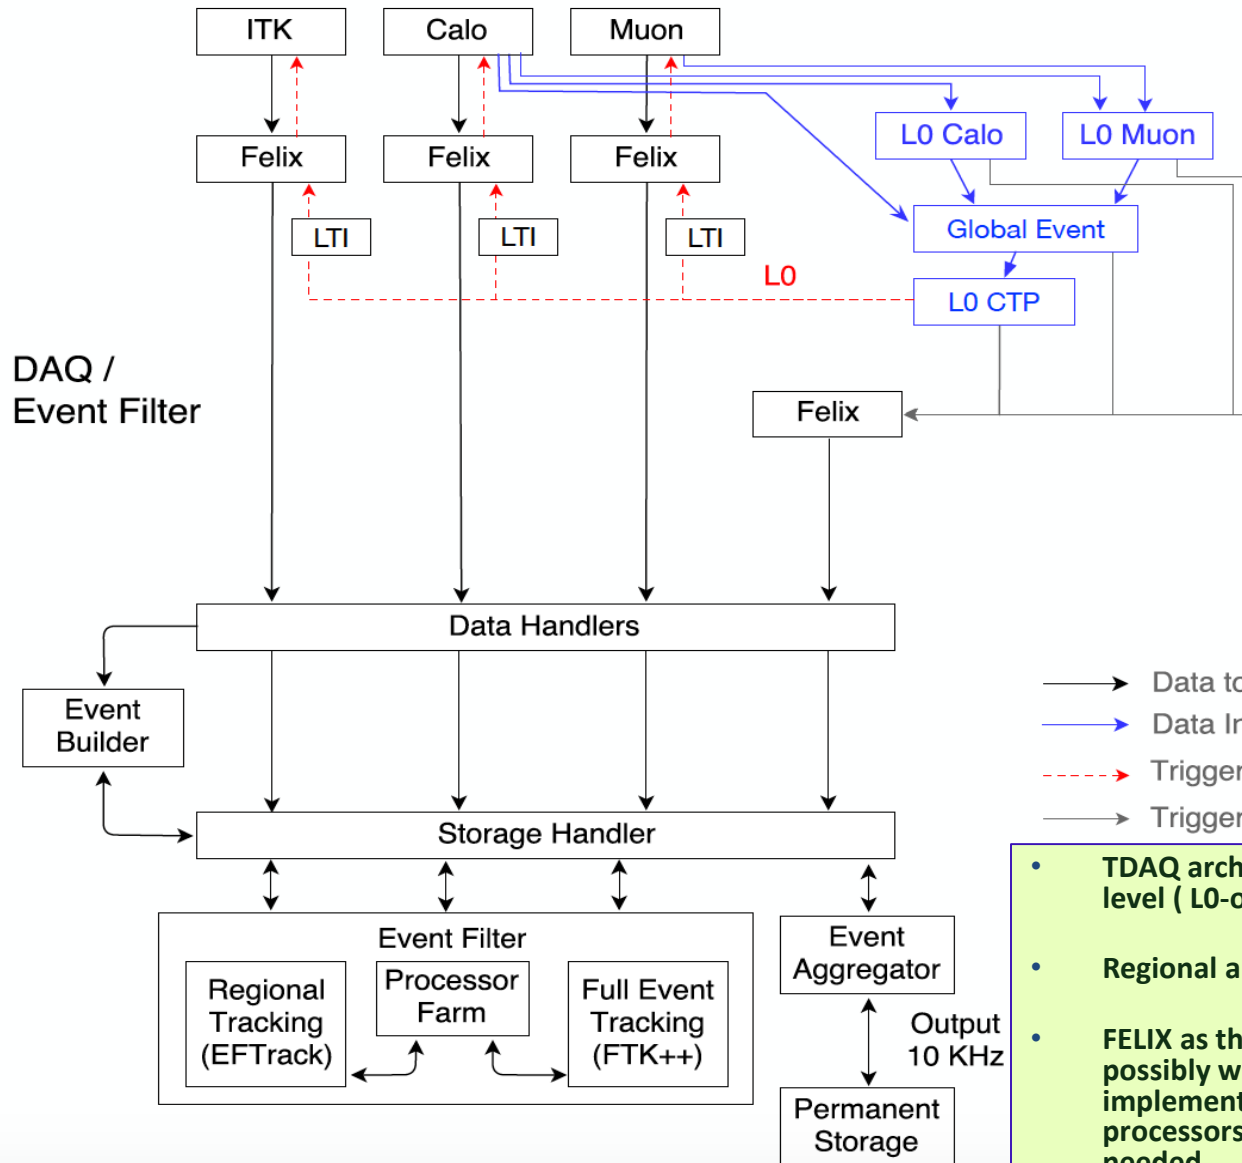 ITK
Calo
Muon
L0 Calo
L0 Muon
Felix
Felix
Felix
LTI
LTI
LTI
Global Event
L0
L0 CTP
DAQ /
Event Filter
Felix
Data Handlers
Event
Builder
Data to
Data In
Trigger
Trigger
Storage Handler
TDAQ arch
level ( L0-o
Regional a
FELIX as th
possibly w
implement
processors
needed
Event Filter
Regional
Tracking
(EFTrack)
Processor
Farm
Full Event
Tracking
(FTK++)
Event
Aggregator
Output
10 KHz
Permanent
Storage